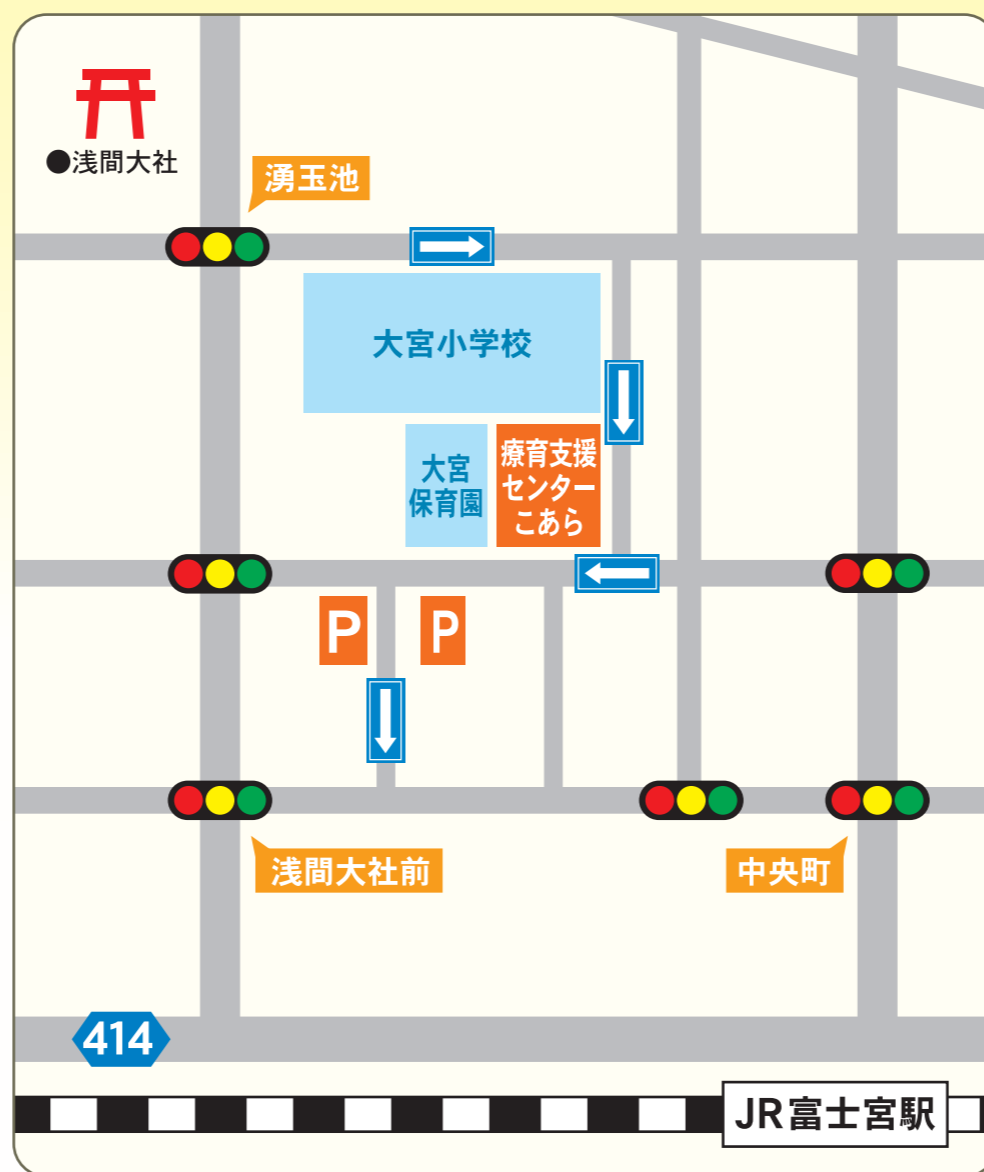 ●浅間大社
湧玉池
大宮小学校
大宮
保育園
療育支援
センター
こあら
P
P
浅間大社前
中央町
414
JR富士宮駅